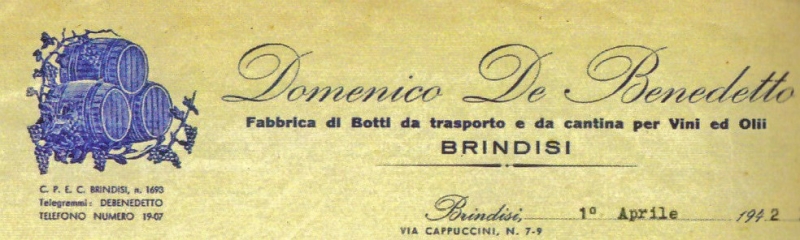 Domenico De Benedetto
Fabbrica di Botti da trasporto e da cantina per Vini ed Olii
BRINDISI
C. P. E. C. BRINDISI, n. 1693
Telegrammi: DEBENEDETTO
TELEFONO NUMERO 19-07
Brindisi, 1º Aprile 1942
VIA CAPPUCCINI, N. 7-9